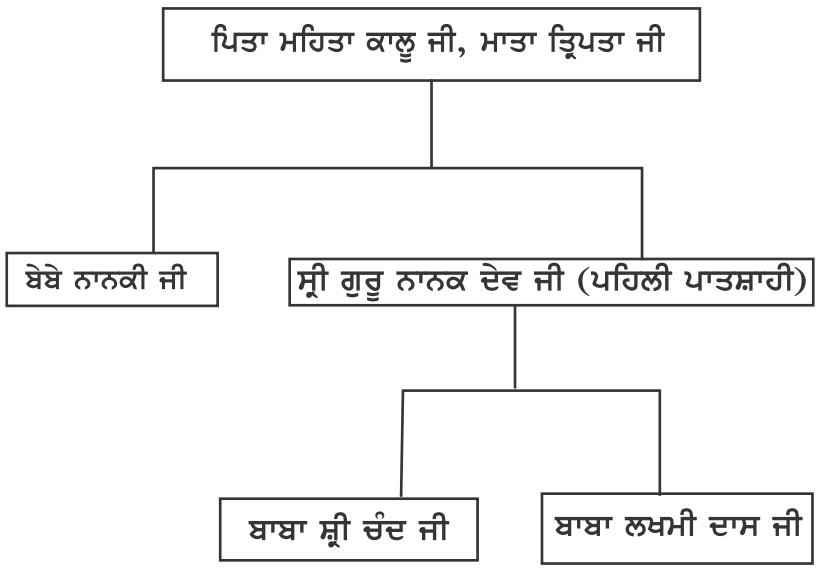 ਪਿਤਾ ਮਹਿਤਾ ਕਾਲੂ ਜੀ, ਮਾਤਾ ਤ੍ਰਿਪਤਾ ਜੀ
ਬੇਬੇ ਨਾਨਕੀ ਜੀ
ਸ੍ਰੀ ਗੁਰੂ ਨਾਨਕ ਦੇਵ ਜੀ (ਪਹਿਲੀ ਪਾਤਸ਼ਾਹੀ)
ਬਾਬਾ ਸ਼੍ਰੀ ਚੰਦ ਜੀ
ਬਾਬਾ ਲਖਮੀ ਦਾਸ ਜੀ